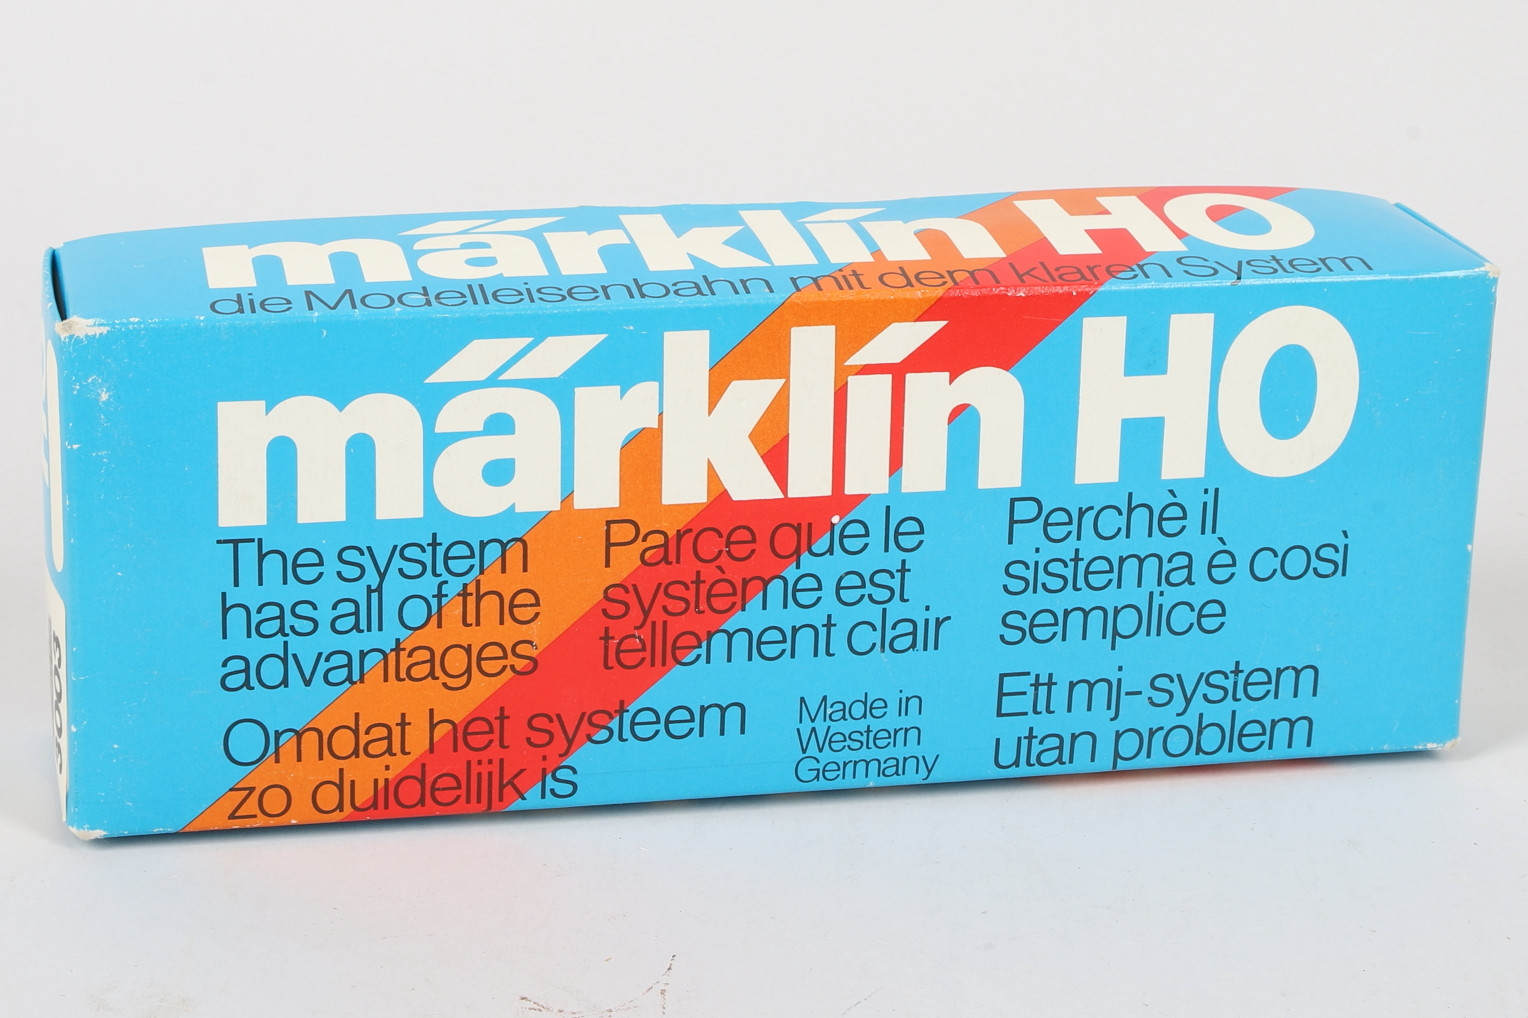 märklín HO
die Modelleisenbahn mit dem klaren System
märklín HO
The system
has all of the
advantages
Parce que le
système est
tellement clair
Perchè il
sistema è così
semplice
Omdat het systeem
zo duidelijk is
Made in
Western
Germany
Ett mj-system
utan problem